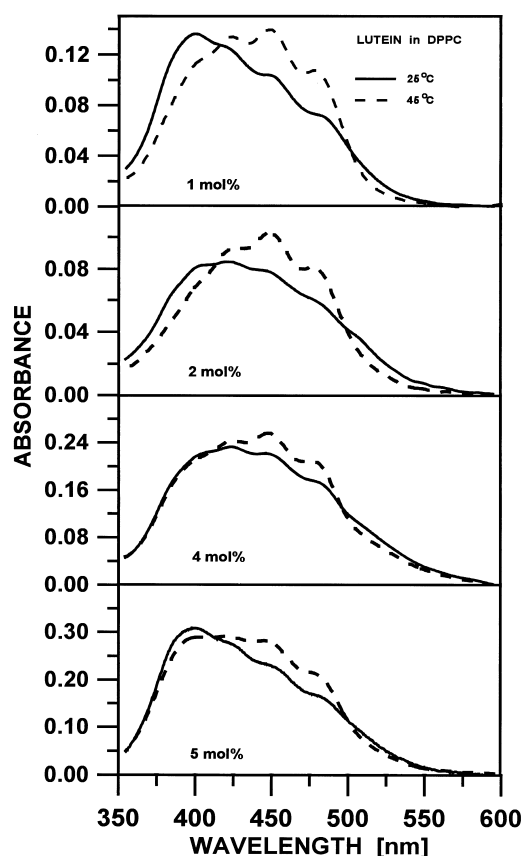 LUTEIN in DPPC
25°C
45°C
0.12
0.08
0.04
0.00
1 mol%
0.08
0.04
0.00
2 mol%
ABSORBANCE
0.24
0.16
0.08
0.00
4 mol%
0.30
0.20
0.10
0.00
5 mol%
350 400 450 500 550 600
WAVELENGTH [nm]